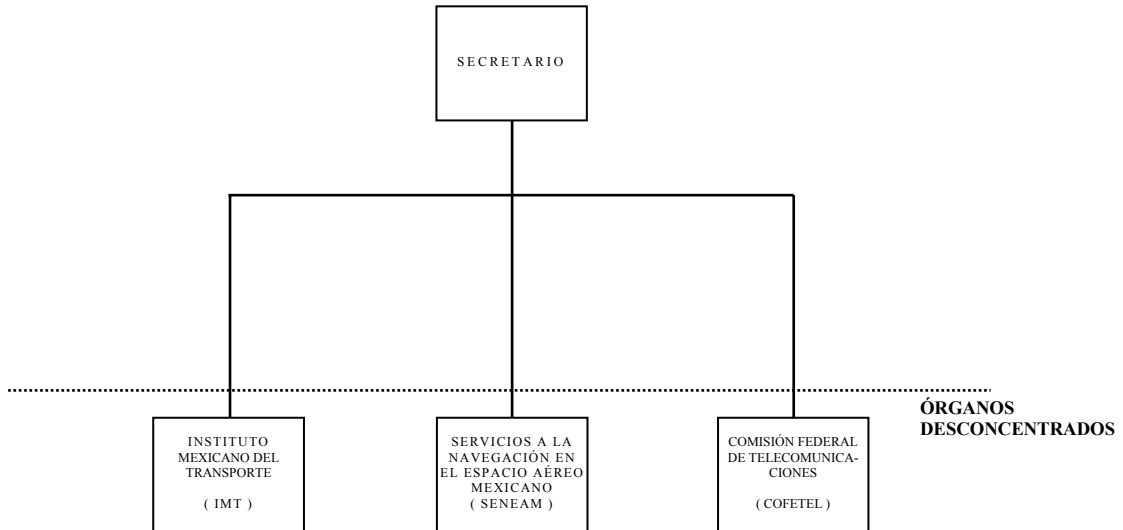 SECRETARIO
ÓRGANOS
DESCONCENTRADOS
INSTITUTO
MEXICANO DEL
TRANSPORTE
( IMT )
SERVICIOS A LA
NAVEGACIÓN EN
EL ESPACIO AÉREO
MEXICANO
( SENEAM )
COMISIÓN FEDERAL
DE TELECOMUNICA-
CIONES
( COFETEL )